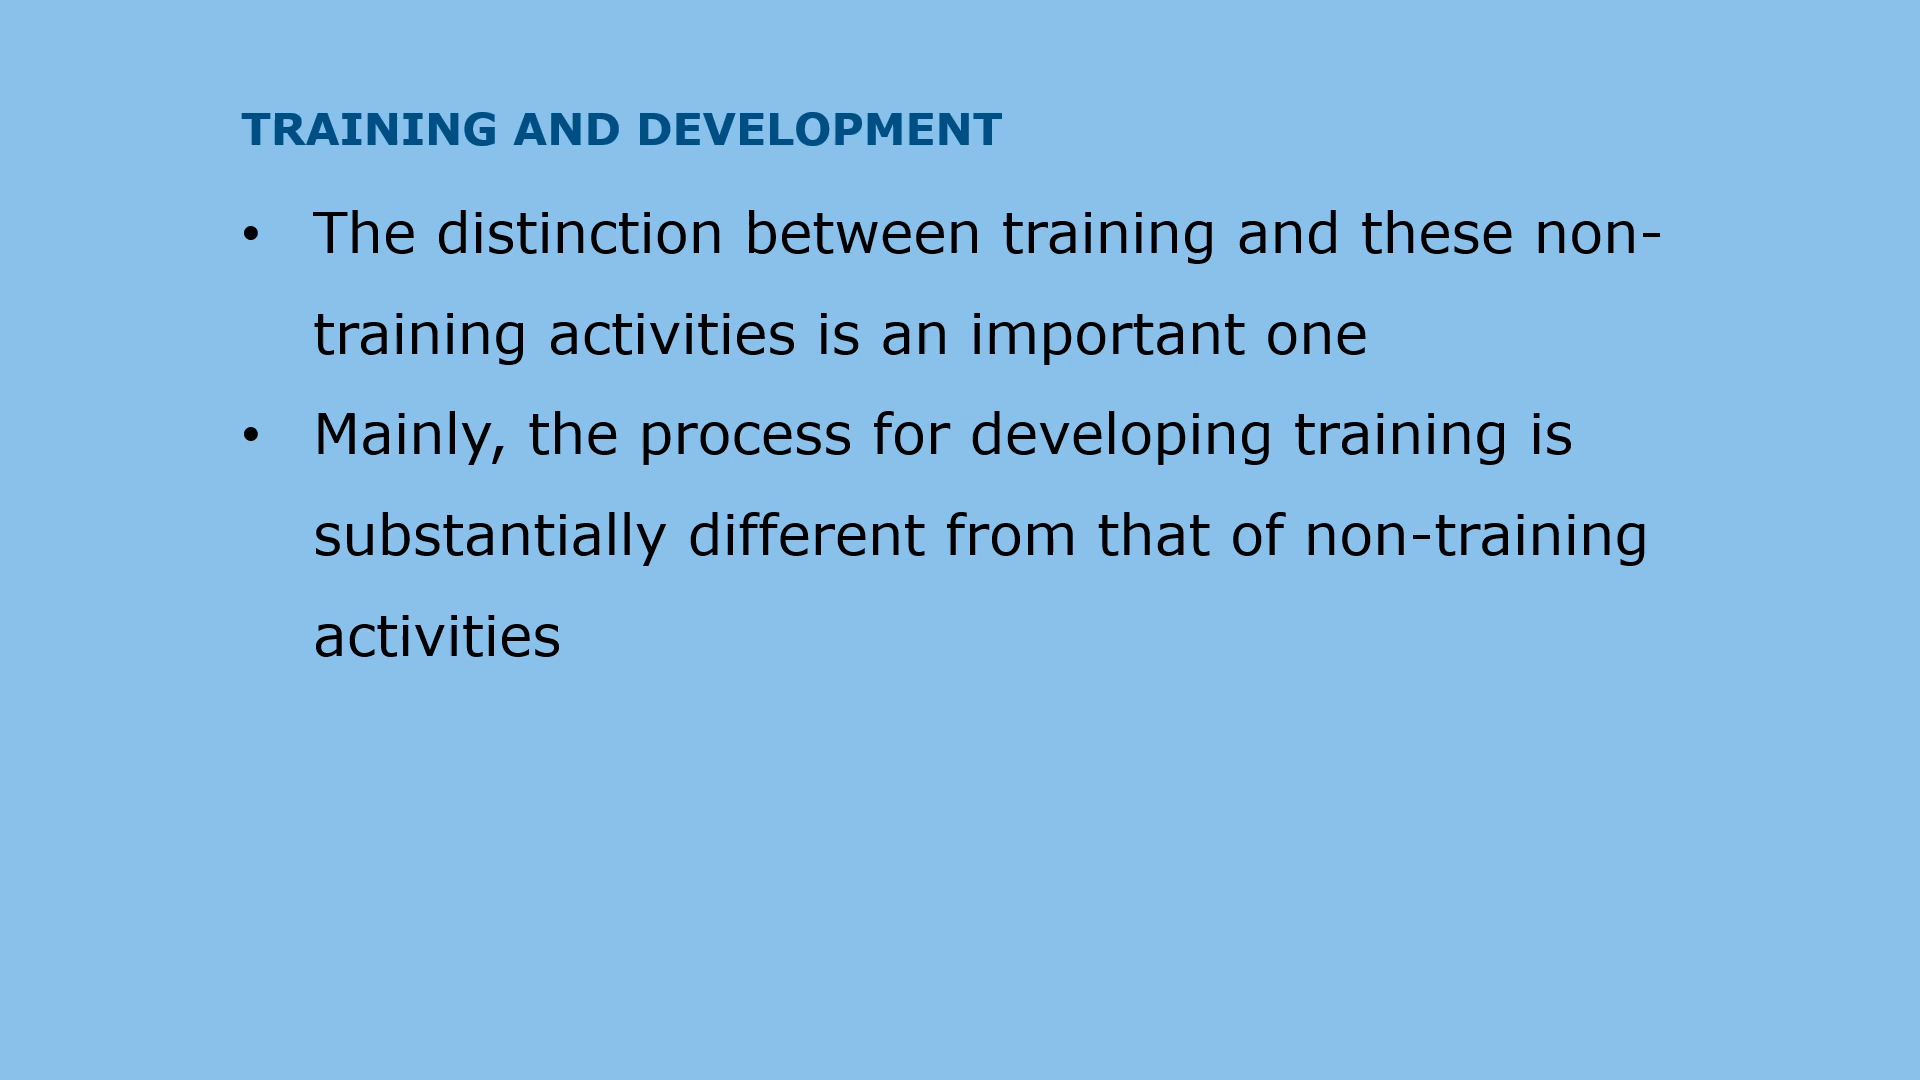 TRAINING AND DEVELOPMENT
• The distinction between training and these non-
training activities is an important one
• Mainly, the process for developing training is
substantially different from that of non-training
activities